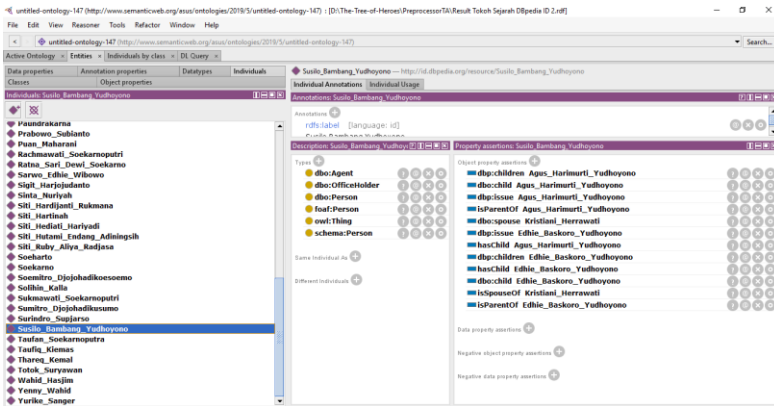 untitled-ontology-147 (http://www.semanticweb.org/asus/ontologies/2019/5/untitled-ontology-147) : [D:\The-Tree-of-Heroes\PreprocessorTA\Result Tokoh Sejarah DBpedia ID 2.rdf]
File Edit View Reasoner Tools Refactor Window Help
< > untitled-ontology-147 (http://www.semanticweb.org/asus/ontologies/2019/5/untitled-ontology-147) Search...
Active Ontology × Entities × Individuals by class × DL Query ×
Data properties Annotation properties Datatypes Individuals
Classes Object properties
Individuals: Susilo_Bambang_Yudhoyono
Paundrakarna
Prabowo_Subianto
Puan_Maharani
Rachmawati_Soekarnoputri
Ratna_Sari_Dewi_Soekarno
Sarwo_Edhie_Wibowo
Sigit_Harjojudanto
Sinta_Nuriyah
Siti_Hardijanti_Rukmana
Siti_Hartinah
Siti_Hediati_Hariyadi
Siti_Hutami_Endang_Adiningsih
Siti_Ruby_Aliya_Radjasa
Soeharto
Soekarno
Soemitro_Djojohadikoesoemo
Solihin_Kalla
Sukmawati_Soekarnoputri
Sumitro_Djojohadikusumo
Surindro_Supjarso
Susilo_Bambang_Yudhoyono
Taufan_Soekarnoputra
Taufiq_Kiemas
Thareq_Kemal
Totok_Suryawan
Wahid_Hasjim
Yenny_Wahid
Yurike_Sanger
Susilo_Bambang_Yudhoyono — http://id.dbpedia.org/resource/Susilo_Bambang_Yudhoyono
Individual Annotations Individual Usage
Annotations: Susilo_Bambang_Yudhoyono
Annotations
rdfs:label [language: id]
Susilo Bambang Yudhoyono
Description: Susilo_Bambang_Yudhoyo
Types
dbo:Agent
dbo:OfficeHolder
dbo:Person
foaf:Person
owl:Thing
schema:Person
Same Individual As
Different Individuals
Property assertions: Susilo_Bambang_Yudhoyono
Object property assertions
dbp:children Agus_Harimurti_Yudhoyono
dbo:child Agus_Harimurti_Yudhoyono
dbp:issue Agus_Harimurti_Yudhoyono
isParentOf Agus_Harimurti_Yudhoyono
dbo:spouse Kristiani_Herrawati
dbp:issue Edhie_Baskoro_Yudhoyono
hasChild Agus_Harimurti_Yudhoyono
dbp:children Edhie_Baskoro_Yudhoyono
hasChild Edhie_Baskoro_Yudhoyono
dbo:child Edhie_Baskoro_Yudhoyono
isSpouseOf Kristiani_Herrawati
isParentOf Edhie_Baskoro_Yudhoyono
Data property assertions
Negative object property assertions
Negative data property assertions